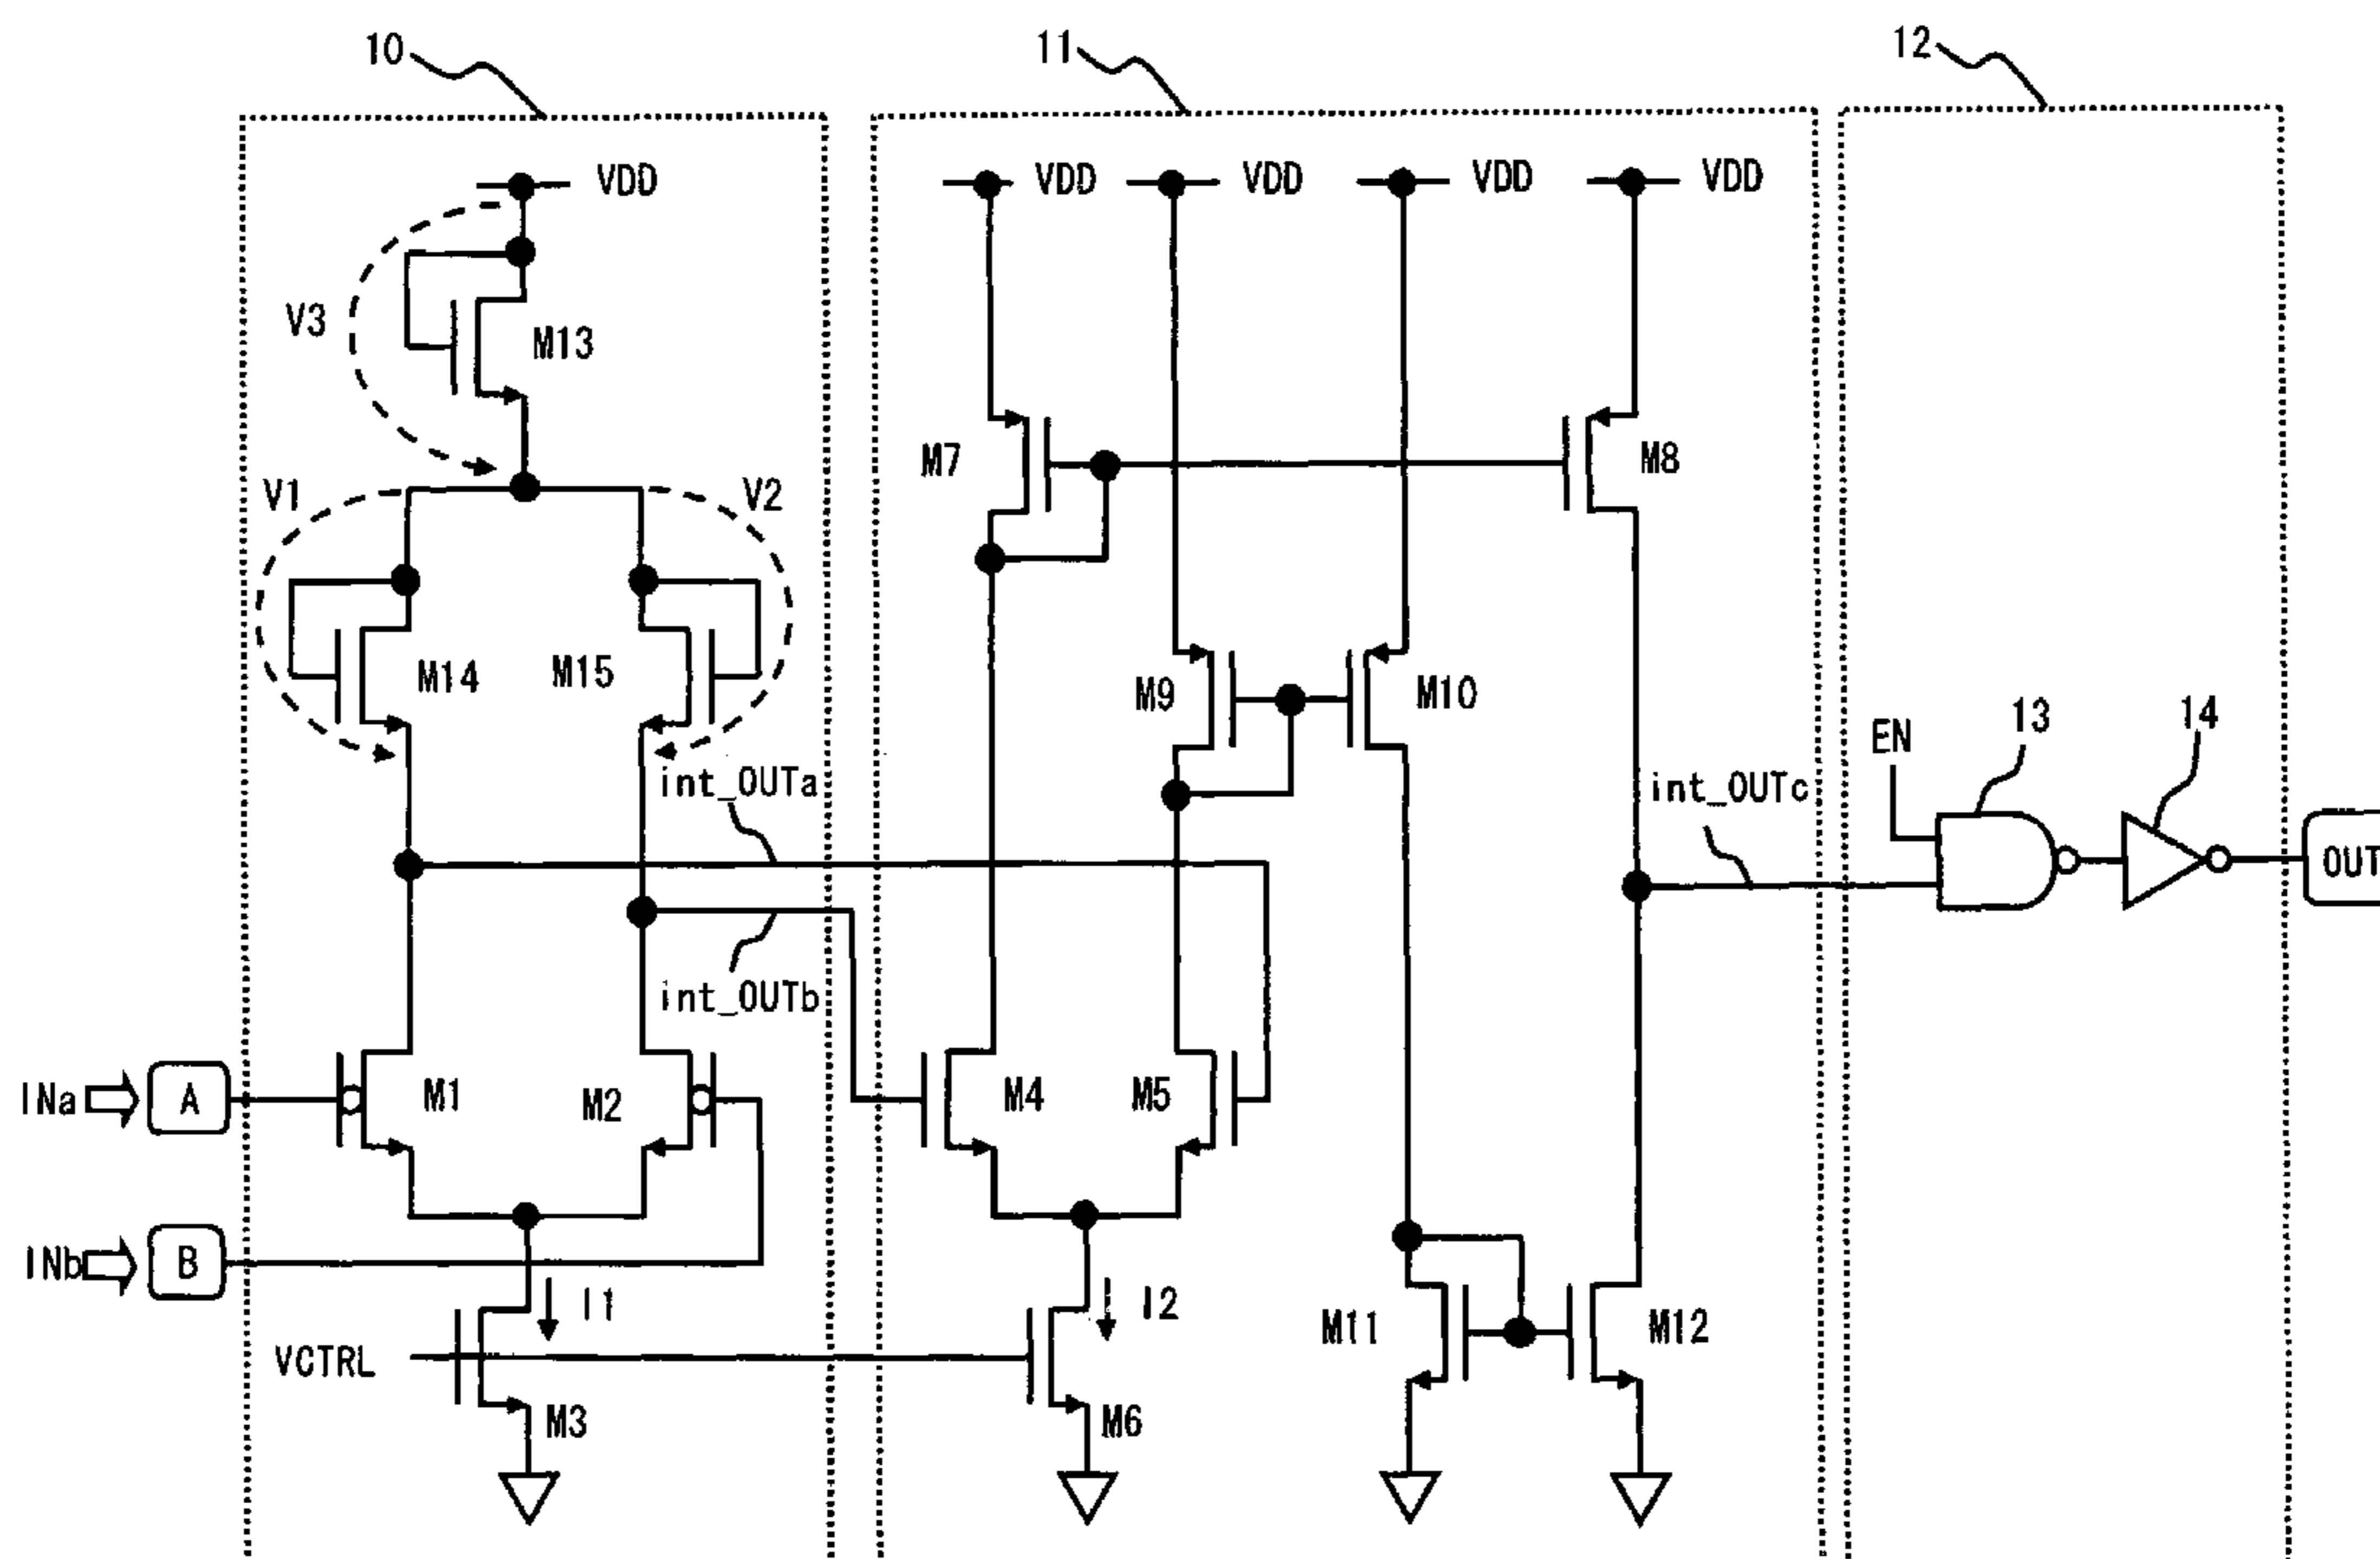 10
11
12
VDD
VDD
VDD
VDD
VDD
V3
M13
M7
M8
V1
V2
M14
M15
M9
M10
EN
13
14
int_OUTa
int_OUTc
OUT
int_OUTb
INa
A
M1
M2
M4
M5
INb
B
I1
I2
M11
M12
VCTRL
M3
M6